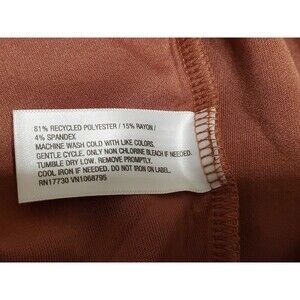 81% RECYCLED POLYESTER / 15% RAYON /
4% SPANDEX
MACHINE WASH COLD WITH LIKE COLORS.
GENTLE CYCLE. ONLY NON CHLORINE BLEACH IF NEEDED.
TUMBLE DRY LOW. REMOVE PROMPTLY.
COOL IRON IF NEEDED. DO NOT IRON ON LABEL.
RN17730 VN1068795